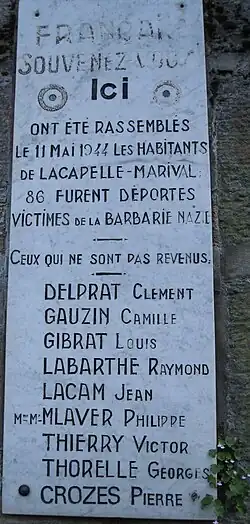 FRANÇAIS
SOUVENEZ VOUS
Ici
ONT ÉTÉ RASSEMBLÉS
LE 11 MAI 1944 LES HABITANTS
DE LACAPELLE-MARIVAL:
86 FURENT DÉPORTES
VICTIMES DE LA BARBARIE NAZIE
CEUX QUI NE SONT PAS REVENUS:
DELPRAT CLEMENT
GAUZIN CAMILLE
GIBRAT LOUIS
LABARTHE RAYMOND
LACAM JEAN
MLAVER PHILIPPE
THIERRY VICTOR
THORELLE GEORGES
CROZES PIERRE